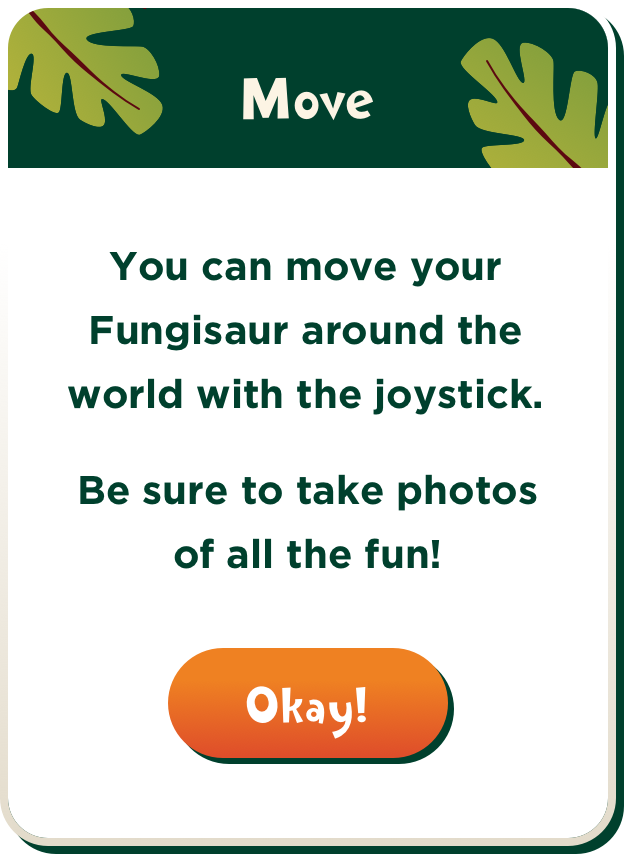 Move
You can move your
Fungisaur around the
world with the joystick.
Be sure to take photos
of all the fun!
Okay!